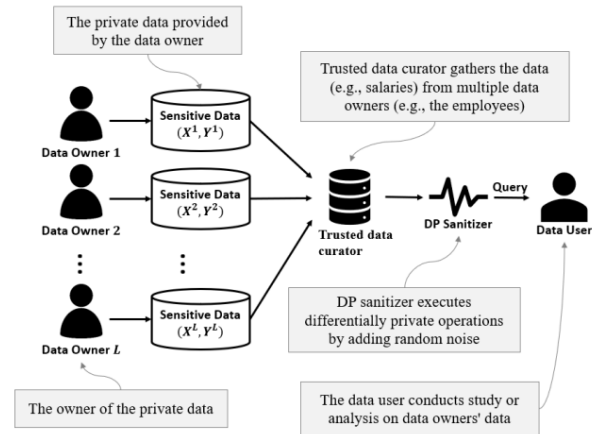 The private data provided
by the data owner
Trusted data curator gathers the data
(e.g., salaries) from multiple data
owners (e.g., the employees)
Sensitive Data
(X¹, Y¹)
Data Owner 1
Sensitive Data
(X², Y²)
Data Owner 2
Trusted data
curator
DP Sanitizer
Query
Data User
...
...
Sensitive Data
(Xᴸ, Yᴸ)
Data Owner L
DP sanitizer executes
differentially private operations
by adding random noise
The owner of the private data
The data user conducts study or
analysis on data owners' data